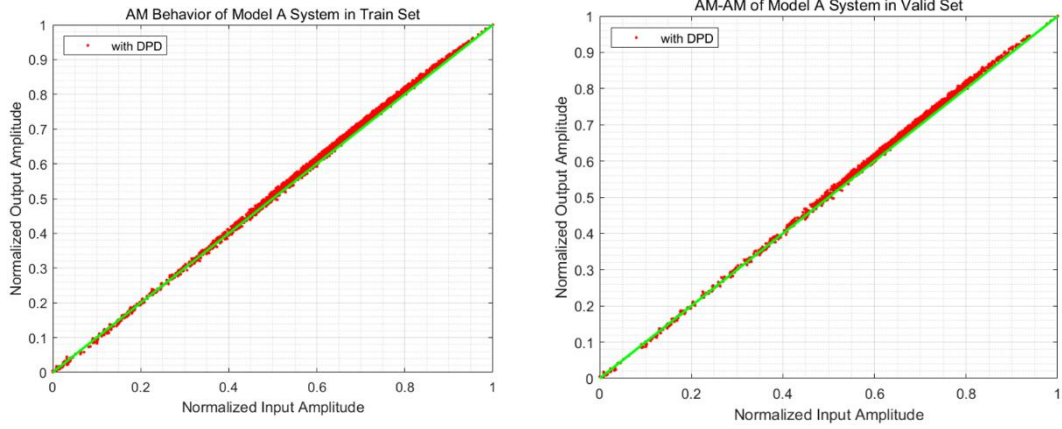 AM Behavior of Model A System in Train Set
1
0.9
0.8
0.7
0.6
0.5
0.4
0.3
0.2
0.1
0
with DPD
Normalized Output Amplitude
0 0.2 0.4 0.6 0.8 1
Normalized Input Amplitude
AM-AM of Model A System in Valid Set
1
0.9
0.8
0.7
0.6
0.5
0.4
0.3
0.2
0.1
0
with DPD
Normalized Output Amplitude
0 0.2 0.4 0.6 0.8 1
Normalized Input Amplitude